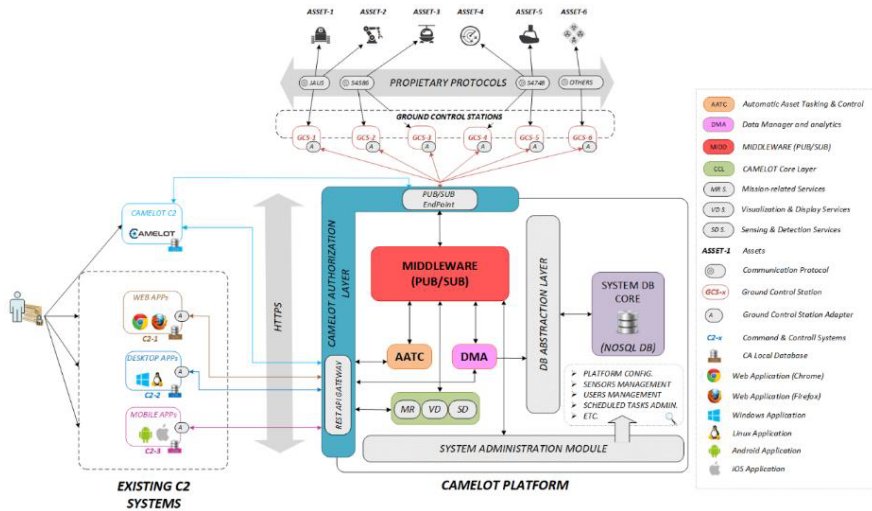 ASSET-1
ASSET-2
ASSET-3
ASSET-4
ASSET-5
ASSET-6
PROPIETARY PROTOCOLS
JAUS
S4586
S4748
OTHERS
GROUND CONTROL STATIONS
GCS-1
GCS-2
GCS-3
GCS-4
GCS-5
GCS-6
A
A
A
A
A
A
PUB/SUB
EndPoint
CAMELOT C2
CAMELOT
HTTPS
CAMELOT AUTHORIZATION
LAYER
MIDDLEWARE
(PUB/SUB)
DB ABSTRACTION LAYER
SYSTEM DB
CORE
(NOSQL DB)
WEB APPs
A
C2-1
DESKTOP APPs
A
C2-2
MOBILE APPs
A
C2-3
REST API GATEWAY
AATC
DMA
MR
VD
SD
PLATFORM CONFIG.
SENSORS MANAGEMENT
USERS MANAGEMENT
SCHEDULED TASKS ADMIN.
ETC.
SYSTEM ADMINISTRATION MODULE
EXISTING C2
SYSTEMS
CAMELOT PLATFORM
AATC Automatic Asset Tasking & Control
DMA Data Manager and analytics
MIDD MIDDLEWARE (PUB/SUB)
CCL CAMELOT Core Layer
MR S. Mission-related Services
VD S. Visualization & Display Services
SD S. Sensing & Detection Services
ASSET-1 Assets
Communication Protocol
GCS-x Ground Control Station
A Ground Control Station Adapter
C2-x Command & Controll Systems
CA Local Database
Web Application (Chrome)
Web Application (Firefox)
Windows Application
Linux Application
Android Application
iOS Application